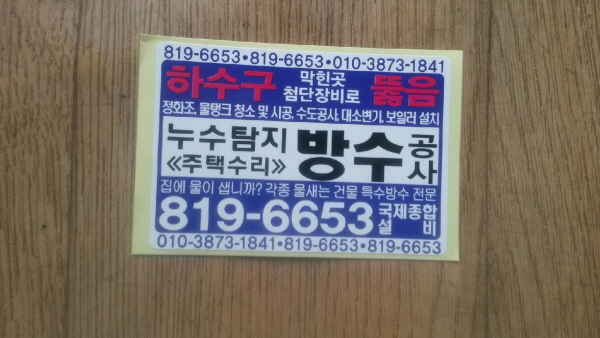 819-6653•819-6653•010-3873-1841
하수구 막힌곳 첨단장비로 뚫음
정화조, 물탱크 청소 및 시공, 수도공사, 대소변기, 보일러 설치
누수탐지 방수공사
《주택수리》
집에 물이 샙니까? 각종 물새는 건물 특수방수 전문
819-6653 국제종합설비
010-3873-1841•819-6653•819-6653